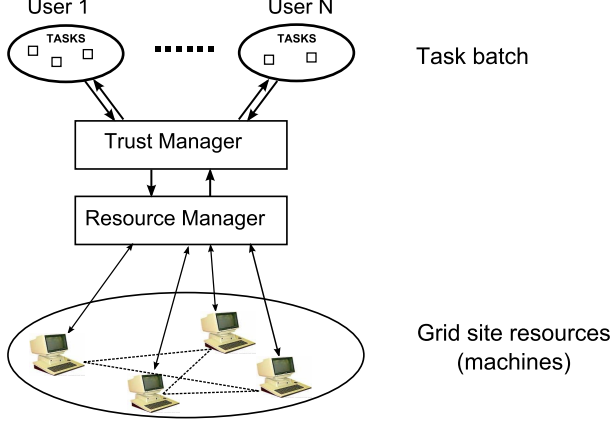 User 1
User N
TASKS
TASKS
Task batch
Trust Manager
Resource Manager
Grid site resources
(machines)